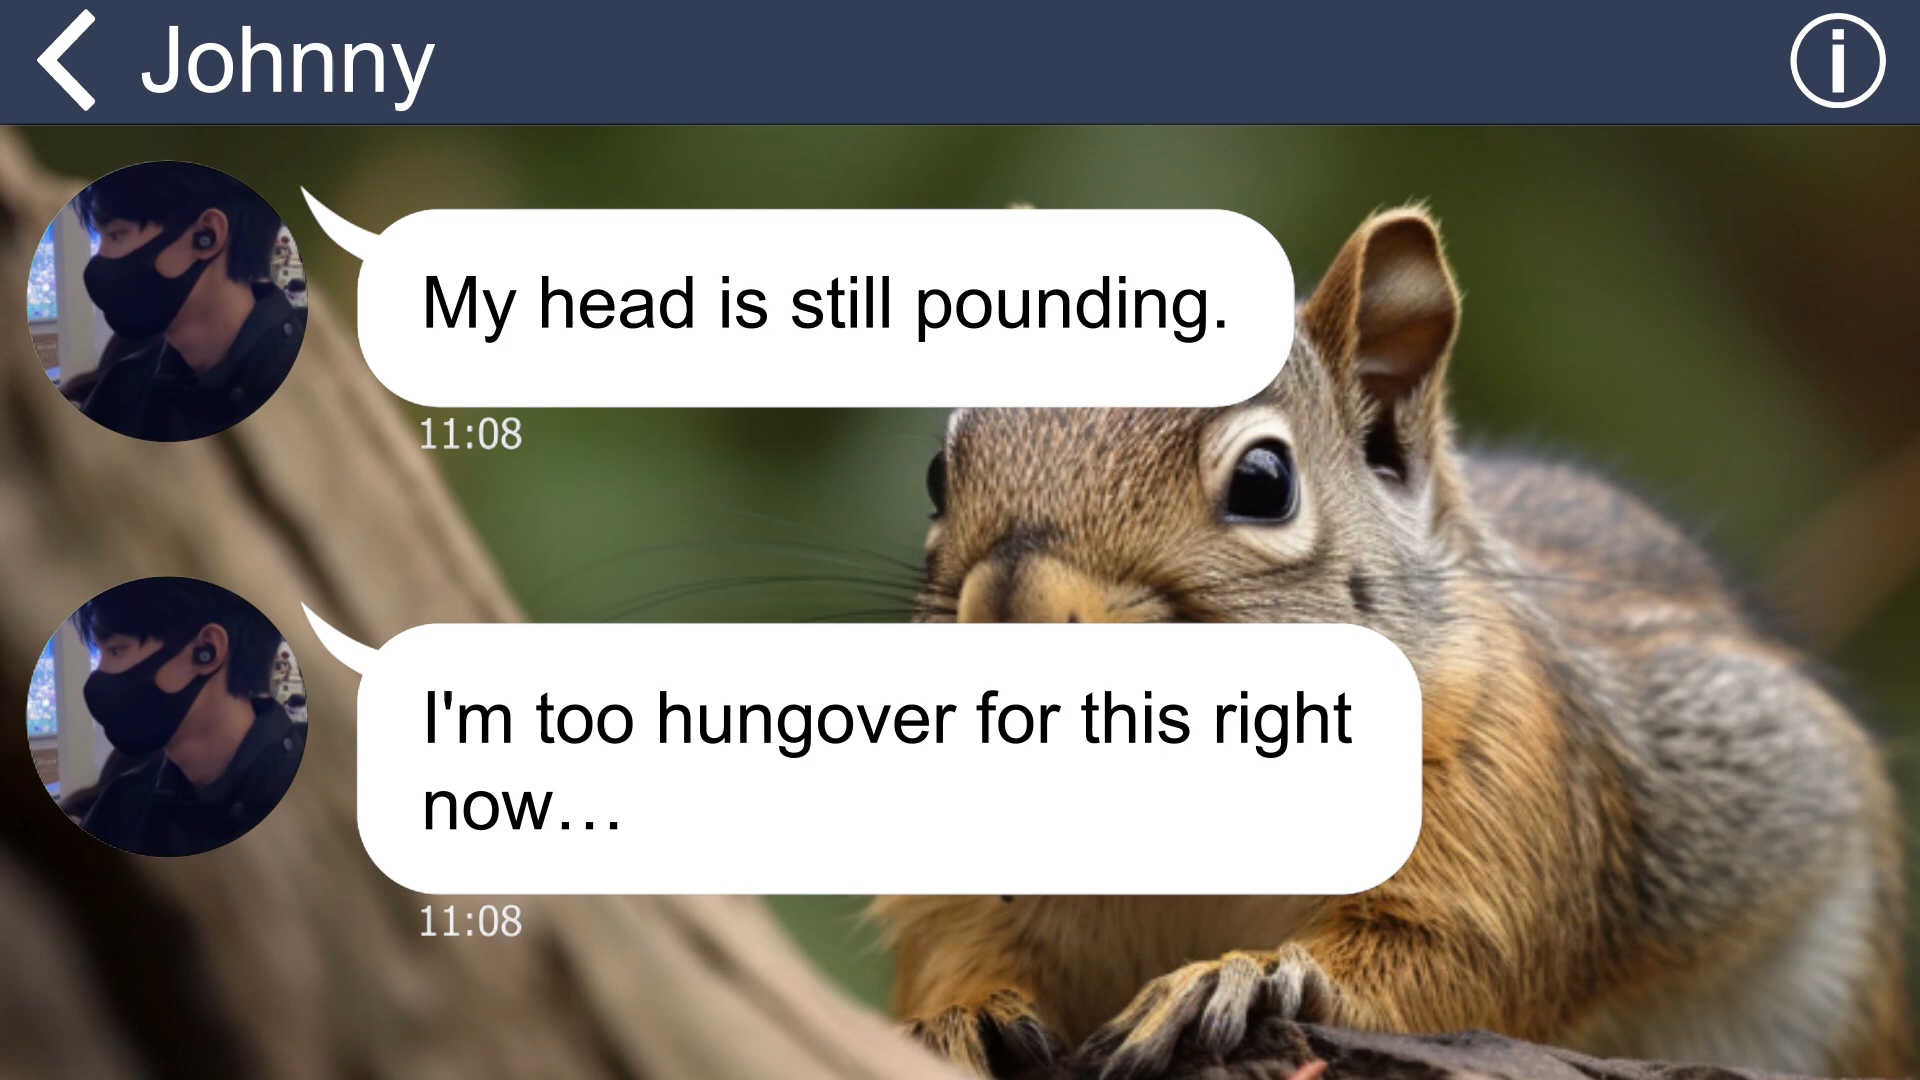 Johnny
My head is still pounding.
11:08
I'm too hungover for this right
now…
11:08